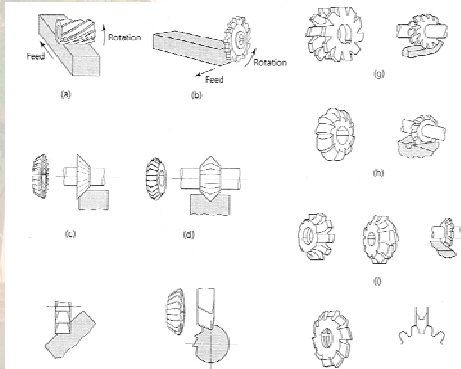 Rotation
Feed
(a)
Rotation
Feed
(b)
(g)
(h)
(c)
(d)
(i)